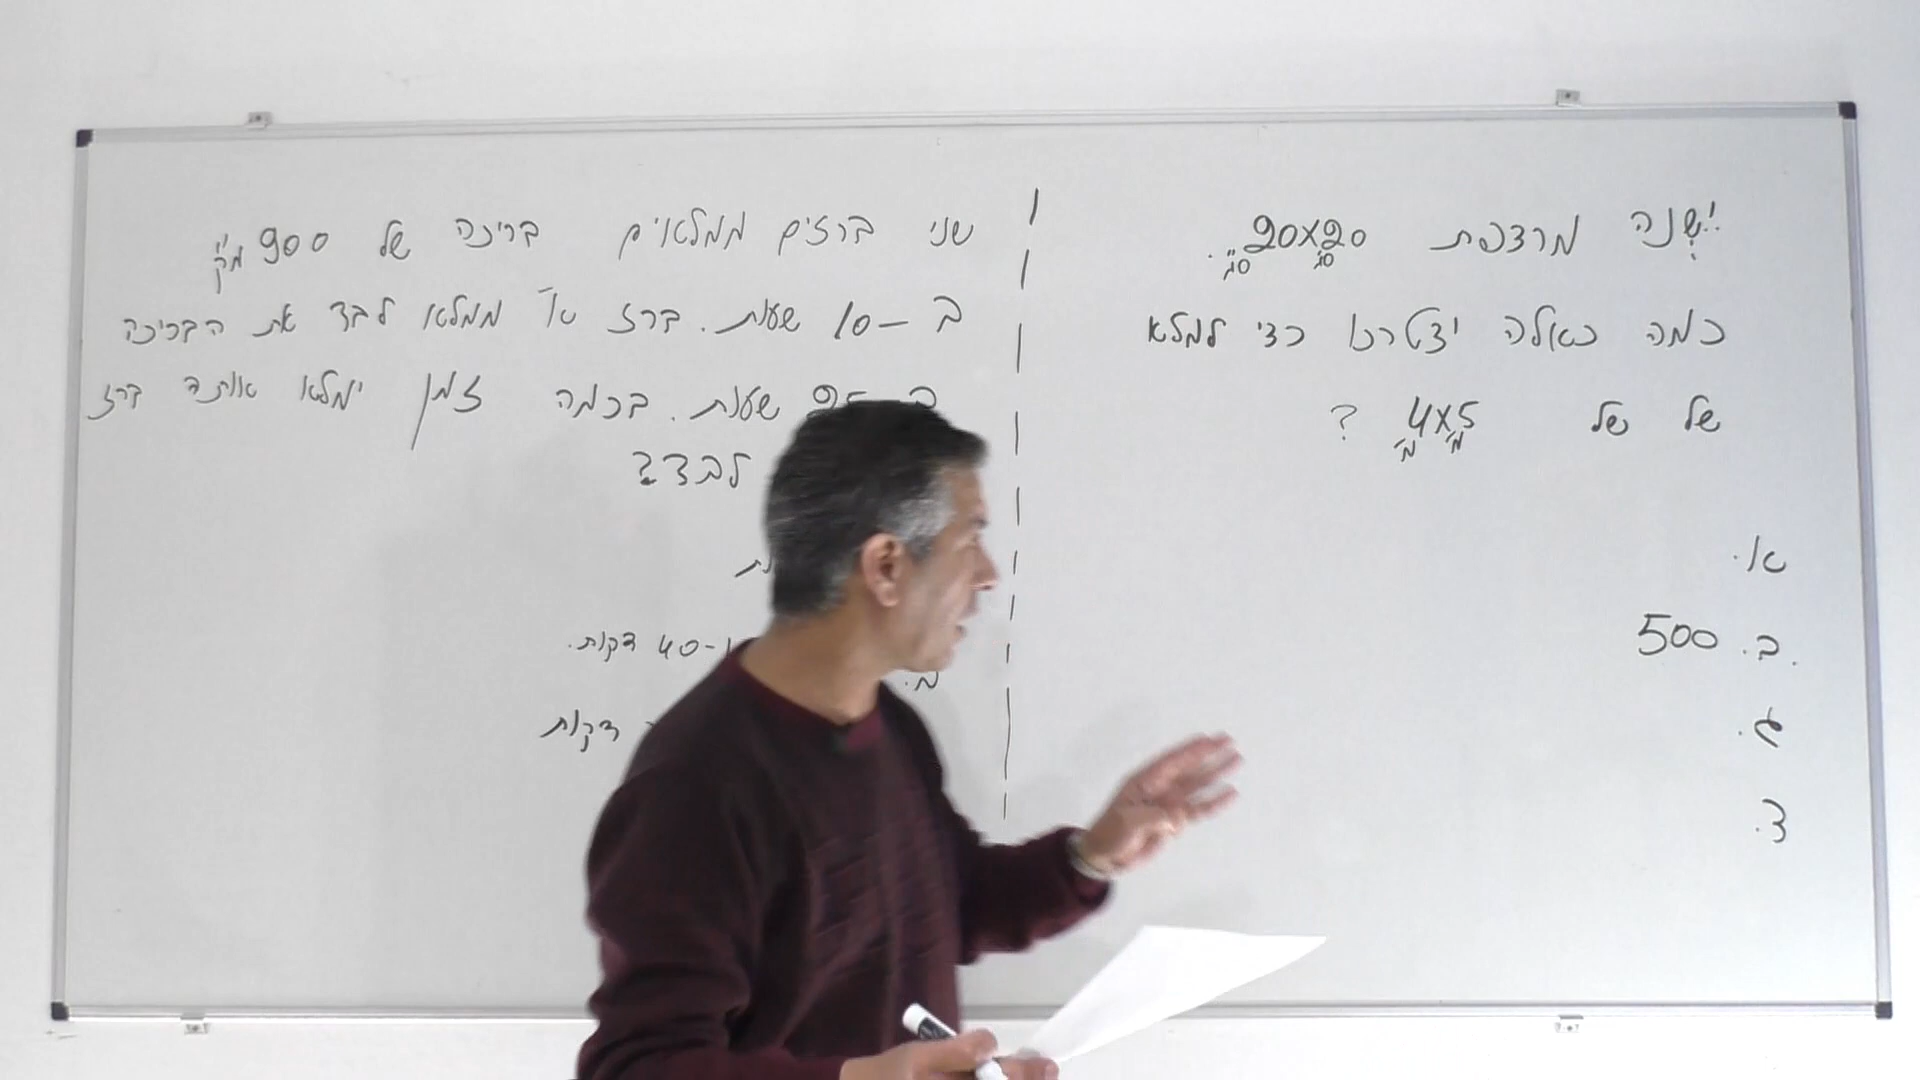 ישנה מרצפת 20x20 ס"מ ס"מ.
כמה כאלה יצטרכו כדי למלא
של של 4x5 ?
מ' מ'
א.
ב. 500
ג.
ד.
שני ברזים ממלאים בריכה של 900 מ"ק
ב - 10 שעות. ברז א' ממלא לבד את הבריכה
שעות. בכמה זמן ימלא אותה ברז
לבד?
40 דקות.
דקות